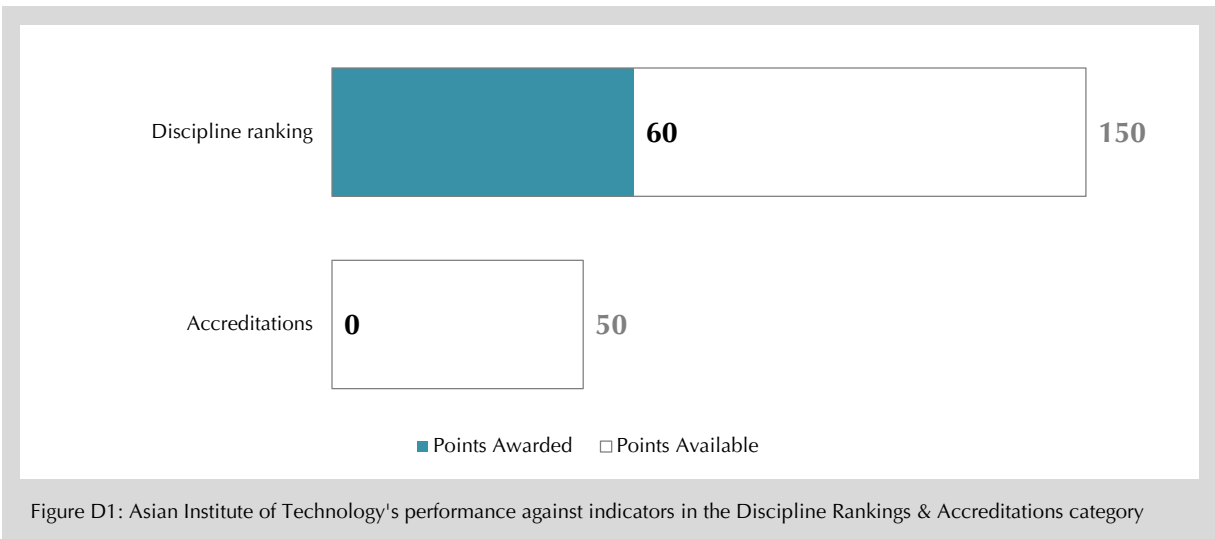 Discipline ranking 60 150
Accreditations 0 50
Points Awarded Points Available
Figure D1: Asian Institute of Technology's performance against indicators in the Discipline Rankings & Accreditations category